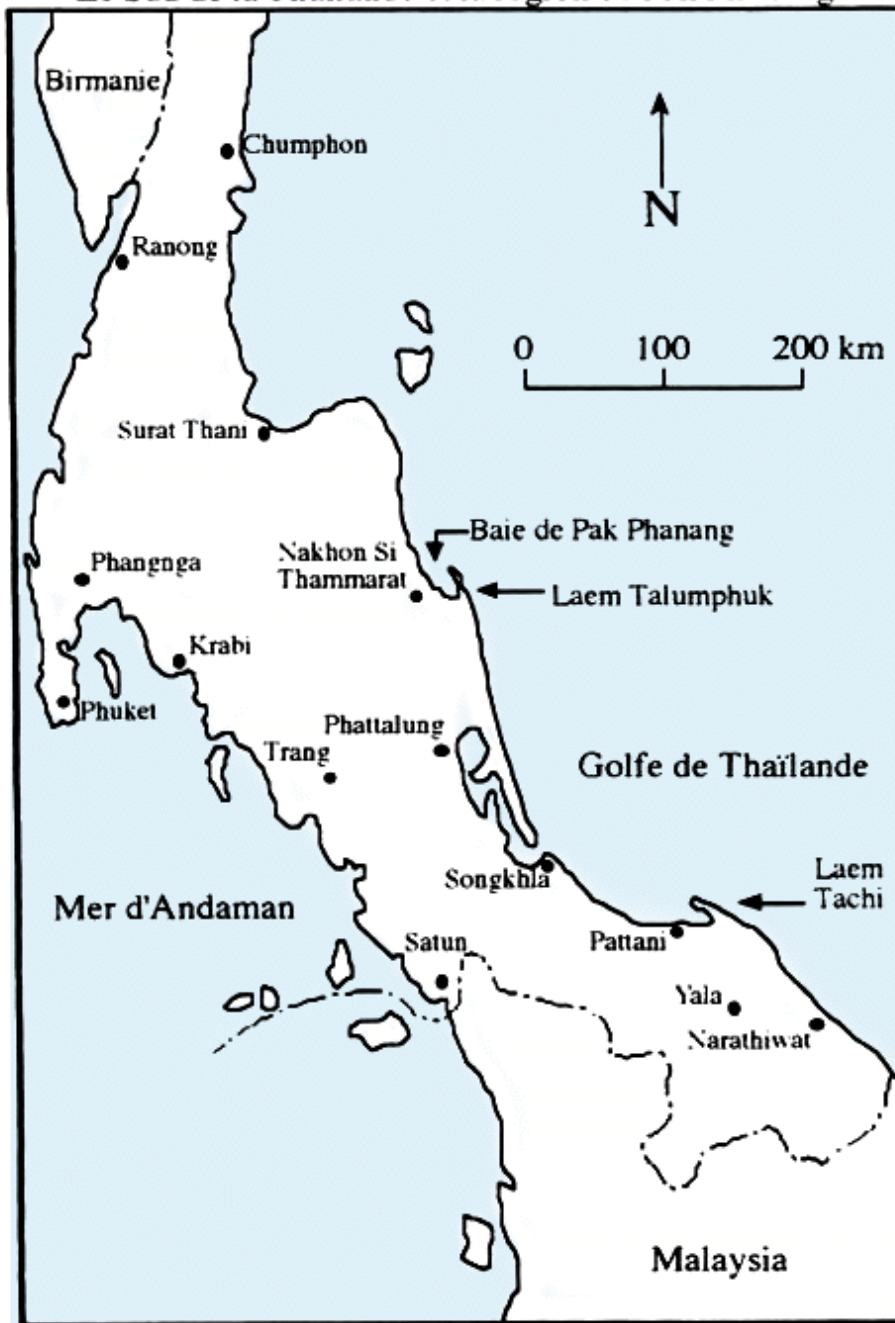 Birmanie
Chumphon
N
Ranong
0 100 200 km
Surat Thani
Baie de Pak Phanang
Nakhon Si
Thammarat
Phangnga
Laem Talumphuk
Krabi
Phuket
Phattalung
Trang
Golfe de Thaïlande
Songkhla
Laem
Tachi
Mer d'Andaman
Pattani
Satun
Yala
Narathiwat
Malaysia